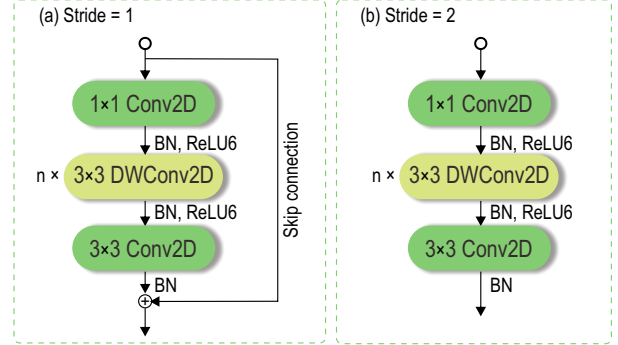 (a) Stride = 1
1×1 Conv2D
BN, ReLU6
n × 3×3 DWConv2D
BN, ReLU6
3×3 Conv2D
BN
Skip connection
(b) Stride = 2
1×1 Conv2D
BN, ReLU6
n × 3×3 DWConv2D
BN, ReLU6
3×3 Conv2D
BN